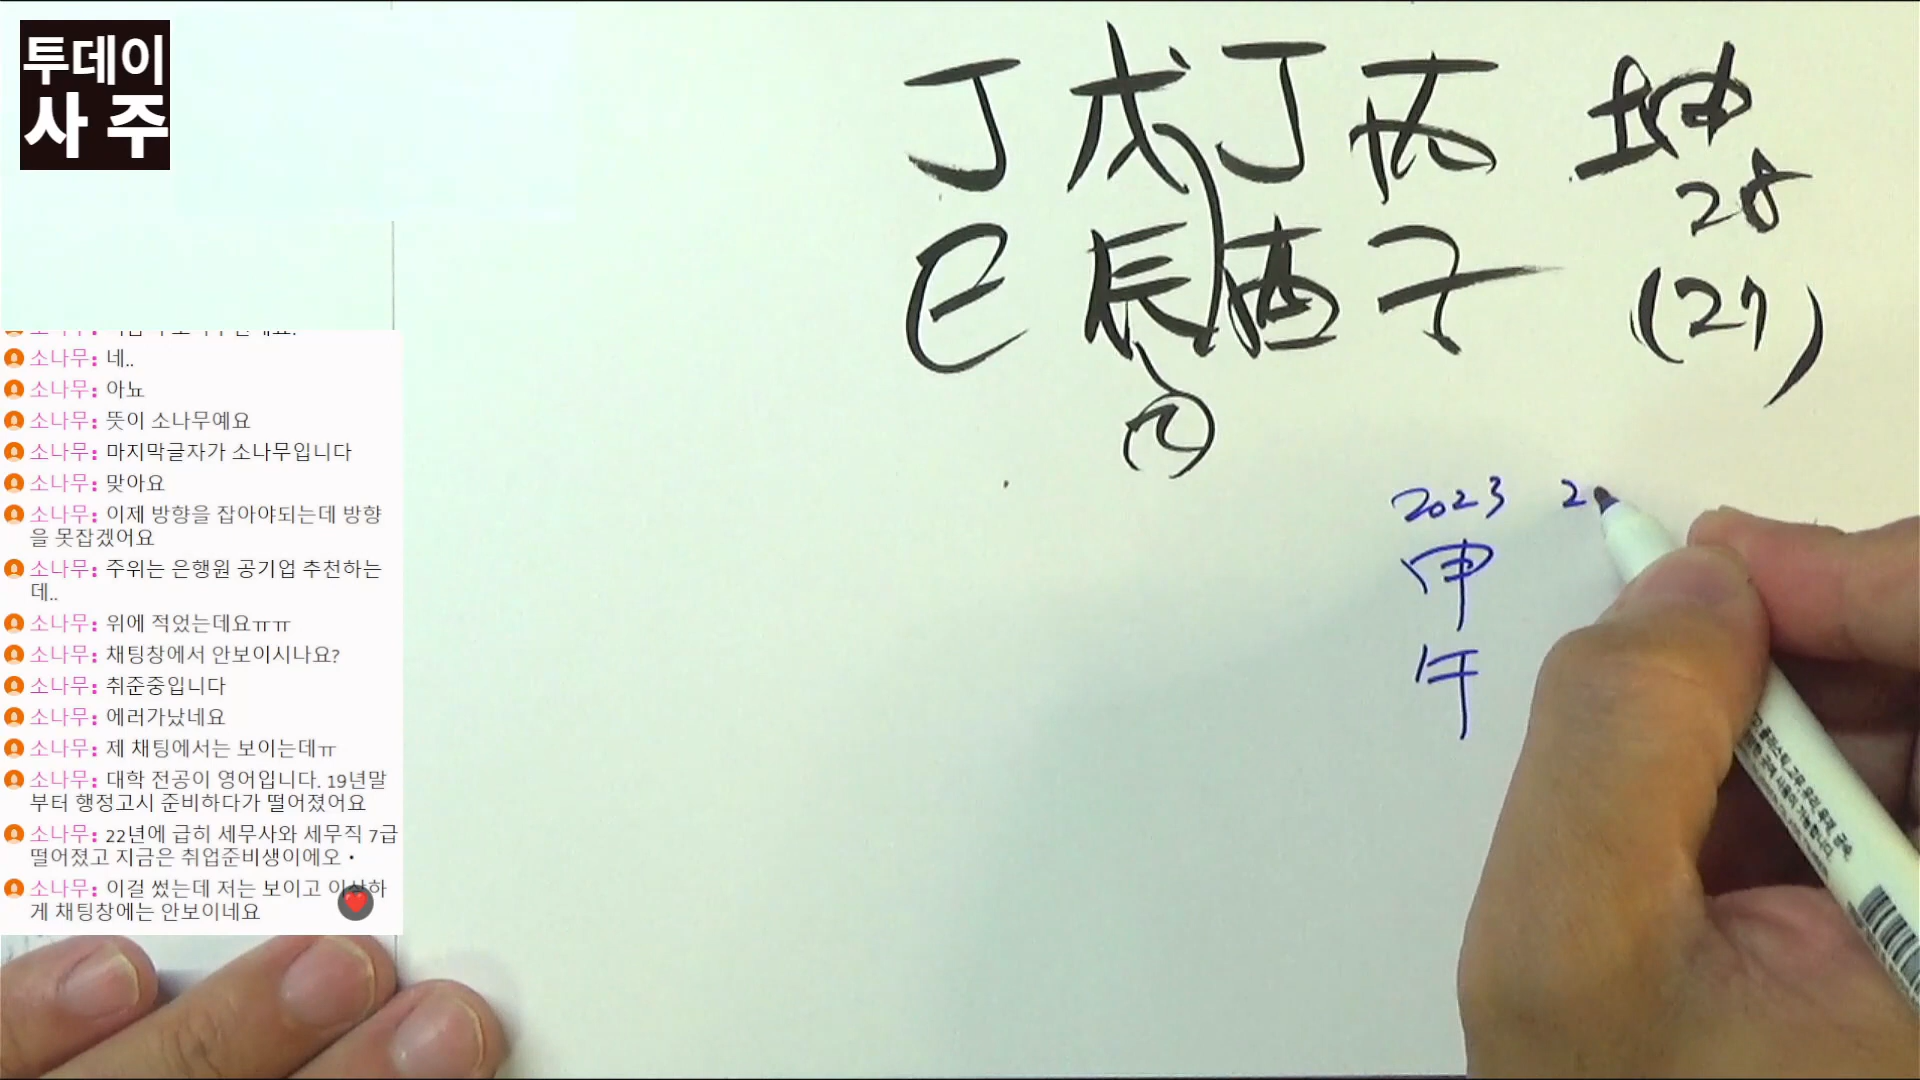 투데이
사 주
丁 戊 丁 丙 坤
28
巳 辰 酉 子 (27)
소나무: 네..
소나무: 아뇨
소나무: 뜻이 소나무예요
소나무: 마지막글자가 소나무입니다
소나무: 맞아요
소나무: 이제 방향을 잡아야되는데 방향
을 못잡겠어요
소나무: 주위는 은행원 공기업 추천하는
데..
소나무: 위에 적었는데요ㅠㅠ
소나무: 채팅창에서 안보이시나요?
소나무: 취준중입니다
소나무: 에러가났네요
소나무: 제 채팅에서는 보이는데ㅠ
소나무: 대학 전공이 영어입니다. 19년말
부터 행정고시 준비하다가 떨어졌어요
소나무: 22년에 급히 세무사와 세무직 7급
떨어졌고 지금은 취업준비생이에오 •
소나무: 이걸 썼는데 저는 보이고 이상하
게 채팅창에는 안보이네요
2023 2
甲
午